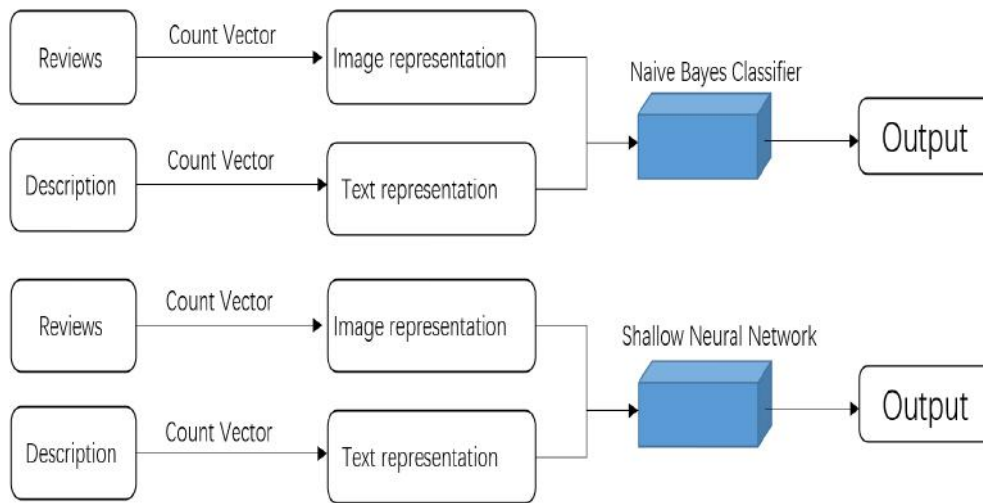 Reviews
Count Vector
Image representation
Naive Bayes Classifier
Output
Description
Count Vector
Text representation
Reviews
Count Vector
Image representation
Shallow Neural Network
Output
Description
Count Vector
Text representation